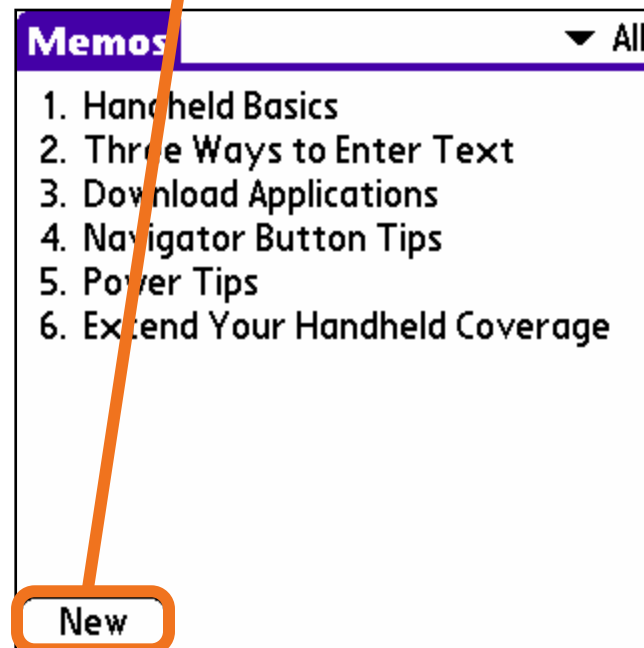 Memos
All
1. Handheld Basics
2. Three Ways to Enter Text
3. Download Applications
4. Navigator Button Tips
5. Power Tips
6. Extend Your Handheld Coverage
New